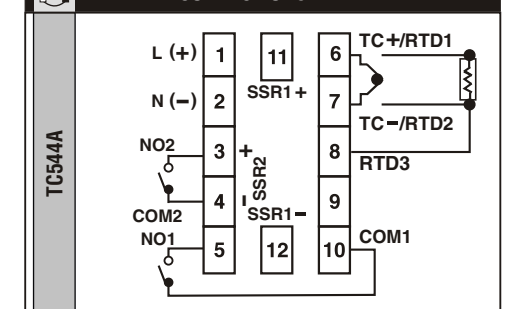 TC544A
L (+)
N (−)
NO2
COM2
NO1
1
2
3
4
5
+
-
SSR2
11
SSR1+
SSR1−
12
6
7
8
9
10
TC+/RTD1
TC−/RTD2
RTD3
COM1